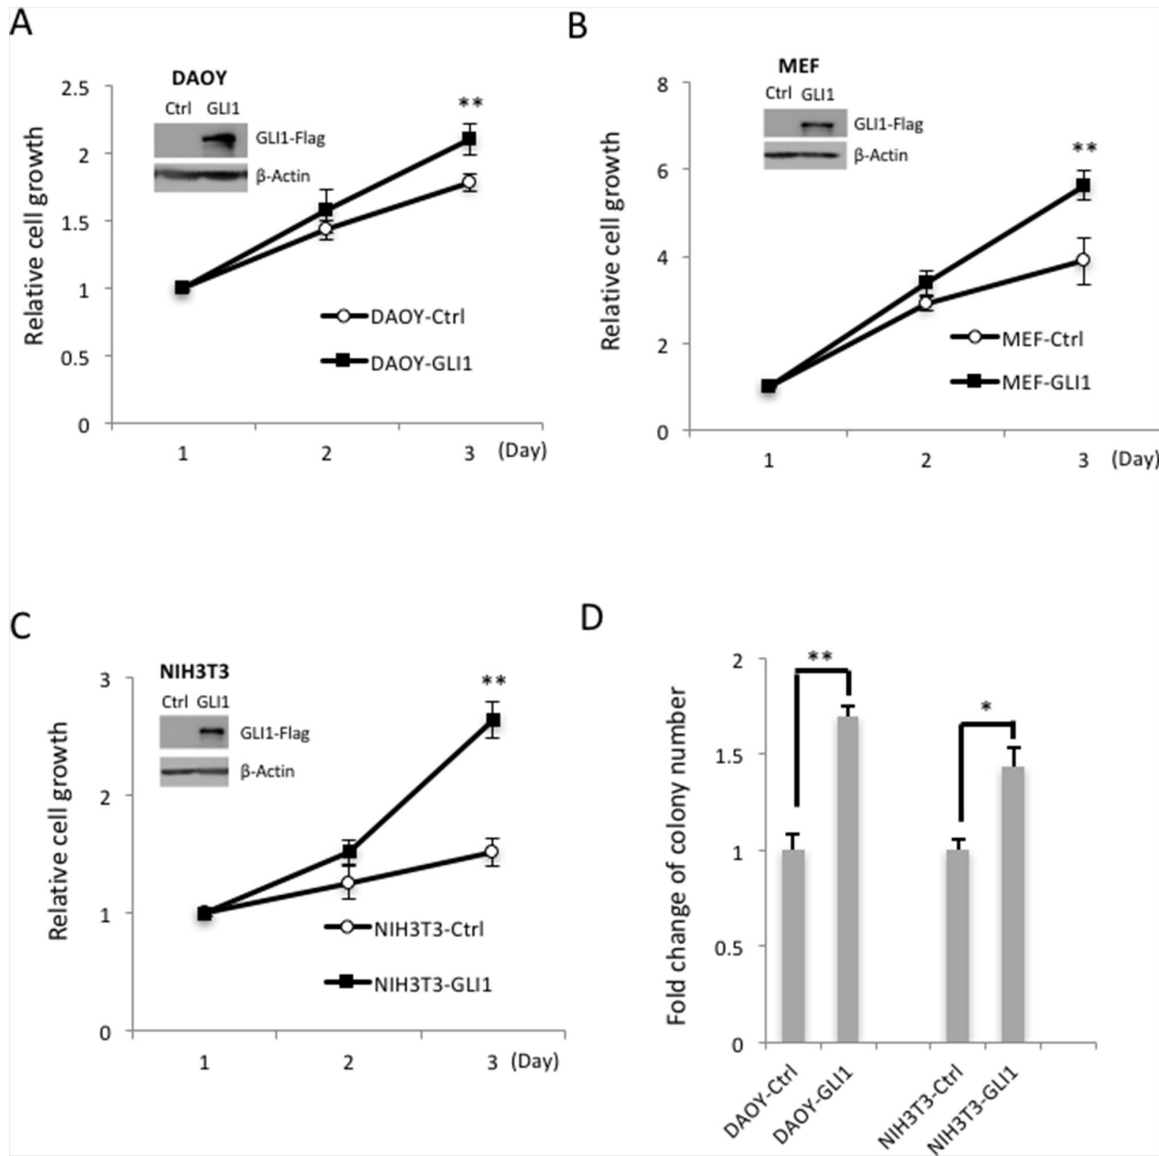 A
DAOY
Ctrl GLI1
GLI1-Flag
β-Actin
**
2.5
2
1.5
1
0.5
0
Relative cell growth
DAOY-Ctrl
DAOY-GLI1
1 2 3 (Day)
B
MEF
Ctrl GLI1
GLI1-Flag
β-Actin
**
8
6
4
2
0
Relative cell growth
MEF-Ctrl
MEF-GLI1
1 2 3 (Day)
C
NIH3T3
Ctrl GLI1
GLI1-Flag
β-Actin
**
3
2
1
0
Relative cell growth
NIH3T3-Ctrl
NIH3T3-GLI1
1 2 3 (Day)
D
**
*
2
1.5
1
0.5
0
Fold change of colony number
DAOY-Ctrl
DAOY-GLI1
NIH3T3-Ctrl
NIH3T3-GLI1